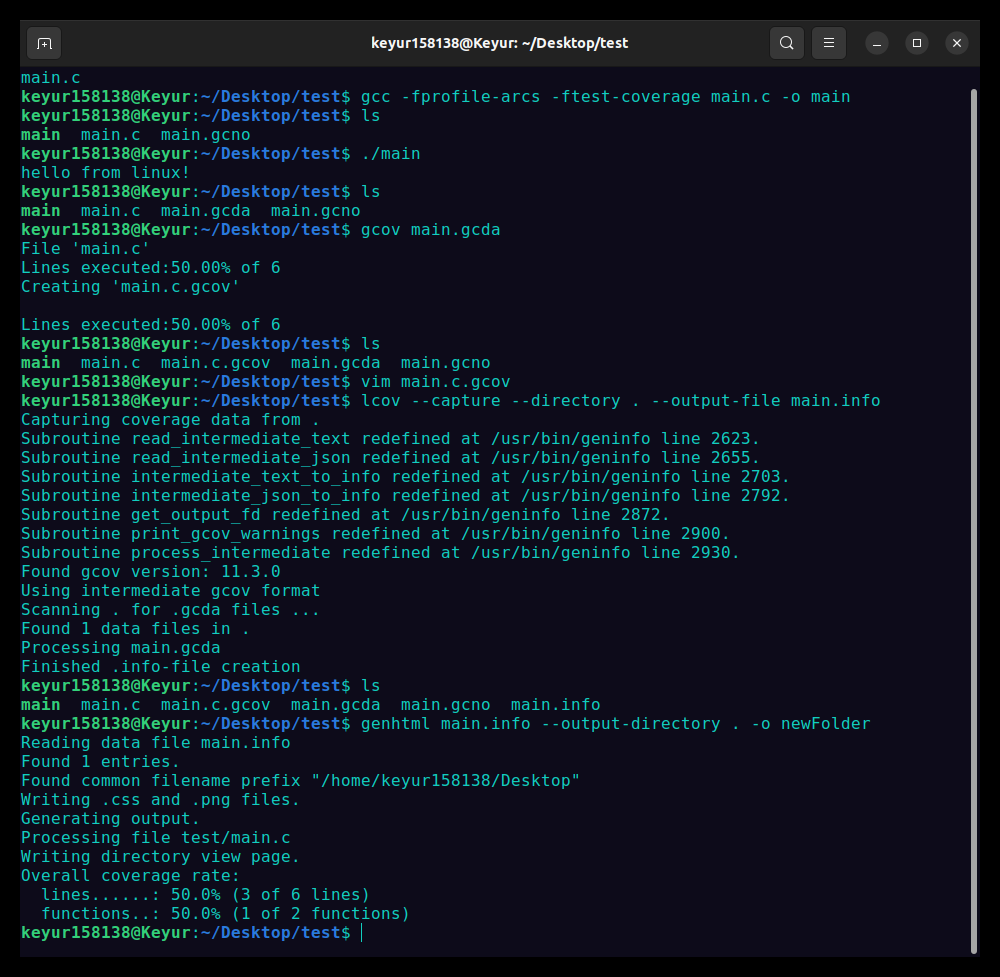 keyur158138@Keyur: ~/Desktop/test
main.c
keyur158138@Keyur:~/Desktop/test$ gcc -fprofile-arcs -ftest-coverage main.c -o main
keyur158138@Keyur:~/Desktop/test$ ls
main  main.c  main.gcno
keyur158138@Keyur:~/Desktop/test$ ./main
hello from linux!
keyur158138@Keyur:~/Desktop/test$ ls
main  main.c  main.gcda  main.gcno
keyur158138@Keyur:~/Desktop/test$ gcov main.gcda
File 'main.c'
Lines executed:50.00% of 6
Creating 'main.c.gcov'

Lines executed:50.00% of 6
keyur158138@Keyur:~/Desktop/test$ ls
main  main.c  main.c.gcov  main.gcda  main.gcno
keyur158138@Keyur:~/Desktop/test$ vim main.c.gcov
keyur158138@Keyur:~/Desktop/test$ lcov --capture --directory . --output-file main.info
Capturing coverage data from .
Subroutine read_intermediate_text redefined at /usr/bin/geninfo line 2623.
Subroutine read_intermediate_json redefined at /usr/bin/geninfo line 2655.
Subroutine intermediate_text_to_info redefined at /usr/bin/geninfo line 2703.
Subroutine intermediate_json_to_info redefined at /usr/bin/geninfo line 2792.
Subroutine get_output_fd redefined at /usr/bin/geninfo line 2872.
Subroutine print_gcov_warnings redefined at /usr/bin/geninfo line 2900.
Subroutine process_intermediate redefined at /usr/bin/geninfo line 2930.
Found gcov version: 11.3.0
Using intermediate gcov format
Scanning . for .gcda files ...
Found 1 data files in .
Processing main.gcda
Finished .info-file creation
keyur158138@Keyur:~/Desktop/test$ ls
main  main.c  main.c.gcov  main.gcda  main.gcno  main.info
keyur158138@Keyur:~/Desktop/test$ genhtml main.info --output-directory . -o newFolder
Reading data file main.info
Found 1 entries.
Found common filename prefix "/home/keyur158138/Desktop"
Writing .css and .png files.
Generating output.
Processing file test/main.c
Writing directory view page.
Overall coverage rate:
  lines......: 50.0% (3 of 6 lines)
  functions..: 50.0% (1 of 2 functions)
keyur158138@Keyur:~/Desktop/test$